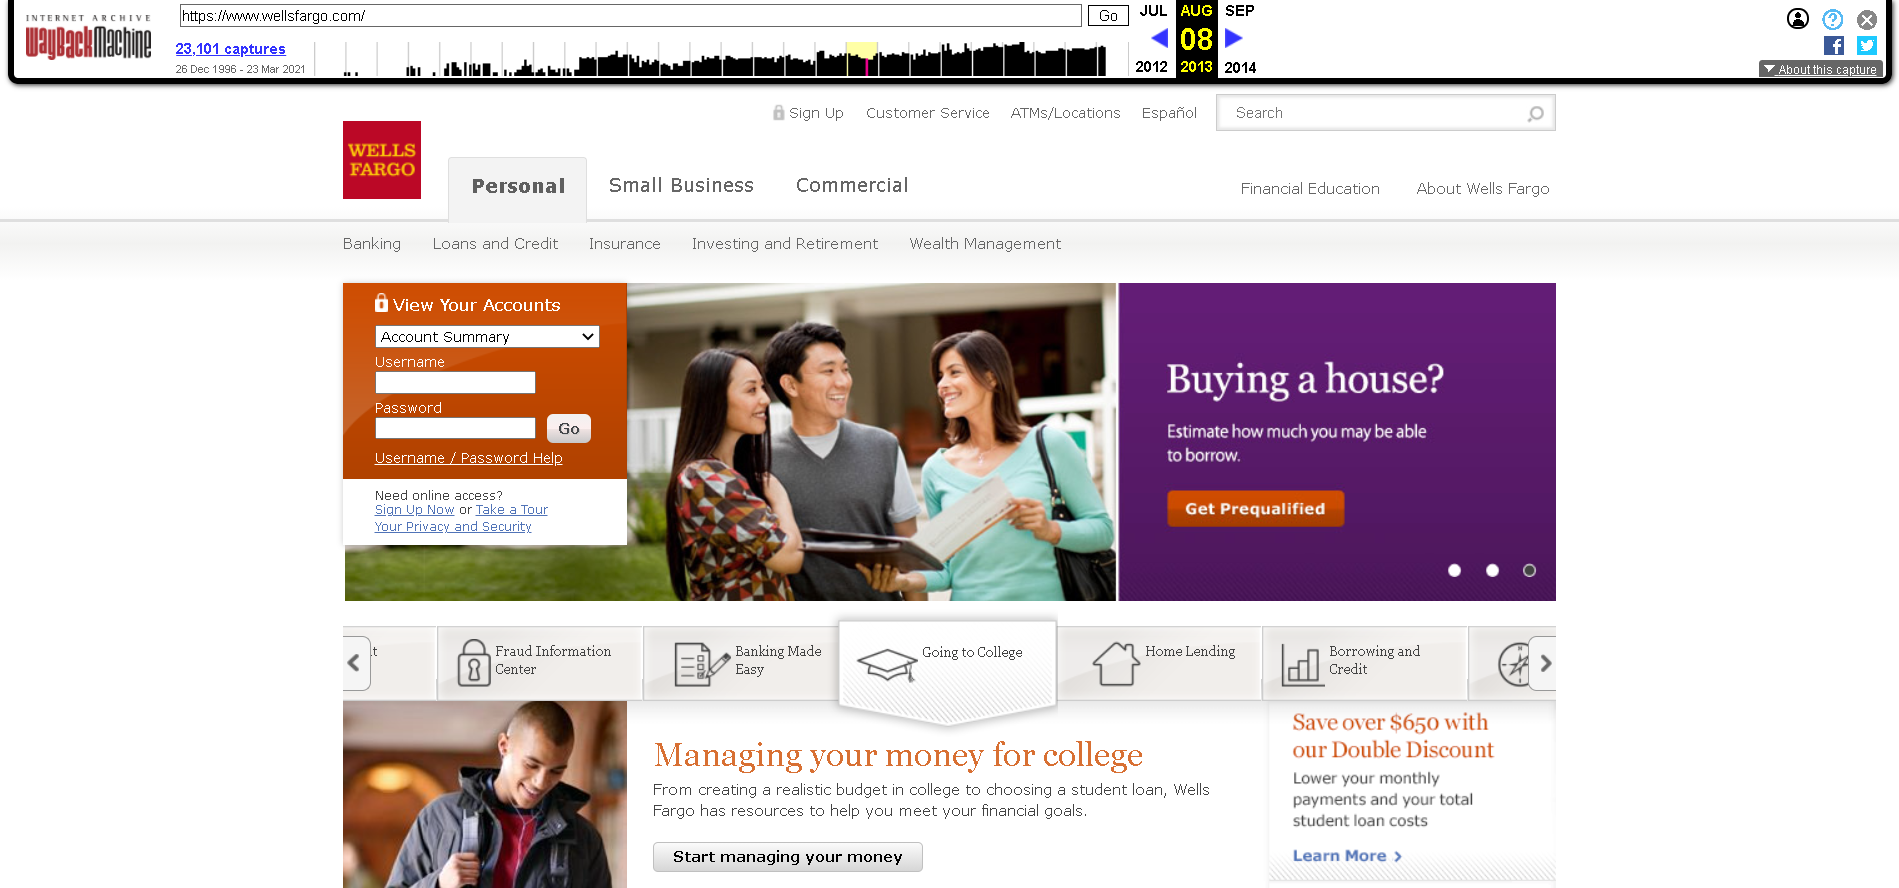 INTERNET ARCHIVE
WayBackMachine
https://www.wellsfargo.com/
Go
JUL
AUG
SEP
23,101 captures
08
26 Dec 1996 - 23 Mar 2021
2012
2013
2014
About this capture
Sign Up
Customer Service
ATMs/Locations
Español
Search
WELLS
FARGO
Personal
Small Business
Commercial
Financial Education
About Wells Fargo
Banking
Loans and Credit
Insurance
Investing and Retirement
Wealth Management
View Your Accounts
Account Summary
Username
Password
Go
Username / Password Help
Need online access?
Sign Up Now or Take a Tour
Your Privacy and Security
Buying a house?
Estimate how much you may be able
to borrow.
Get Prequalified
Fraud Information
Center
Banking Made
Easy
Going to College
Home Lending
Borrowing and
Credit
Managing your money for college
From creating a realistic budget in college to choosing a student loan, Wells
Fargo has resources to help you meet your financial goals.
Start managing your money
Save over $650 with
our Double Discount
Lower your monthly
payments and your total
student loan costs
Learn More